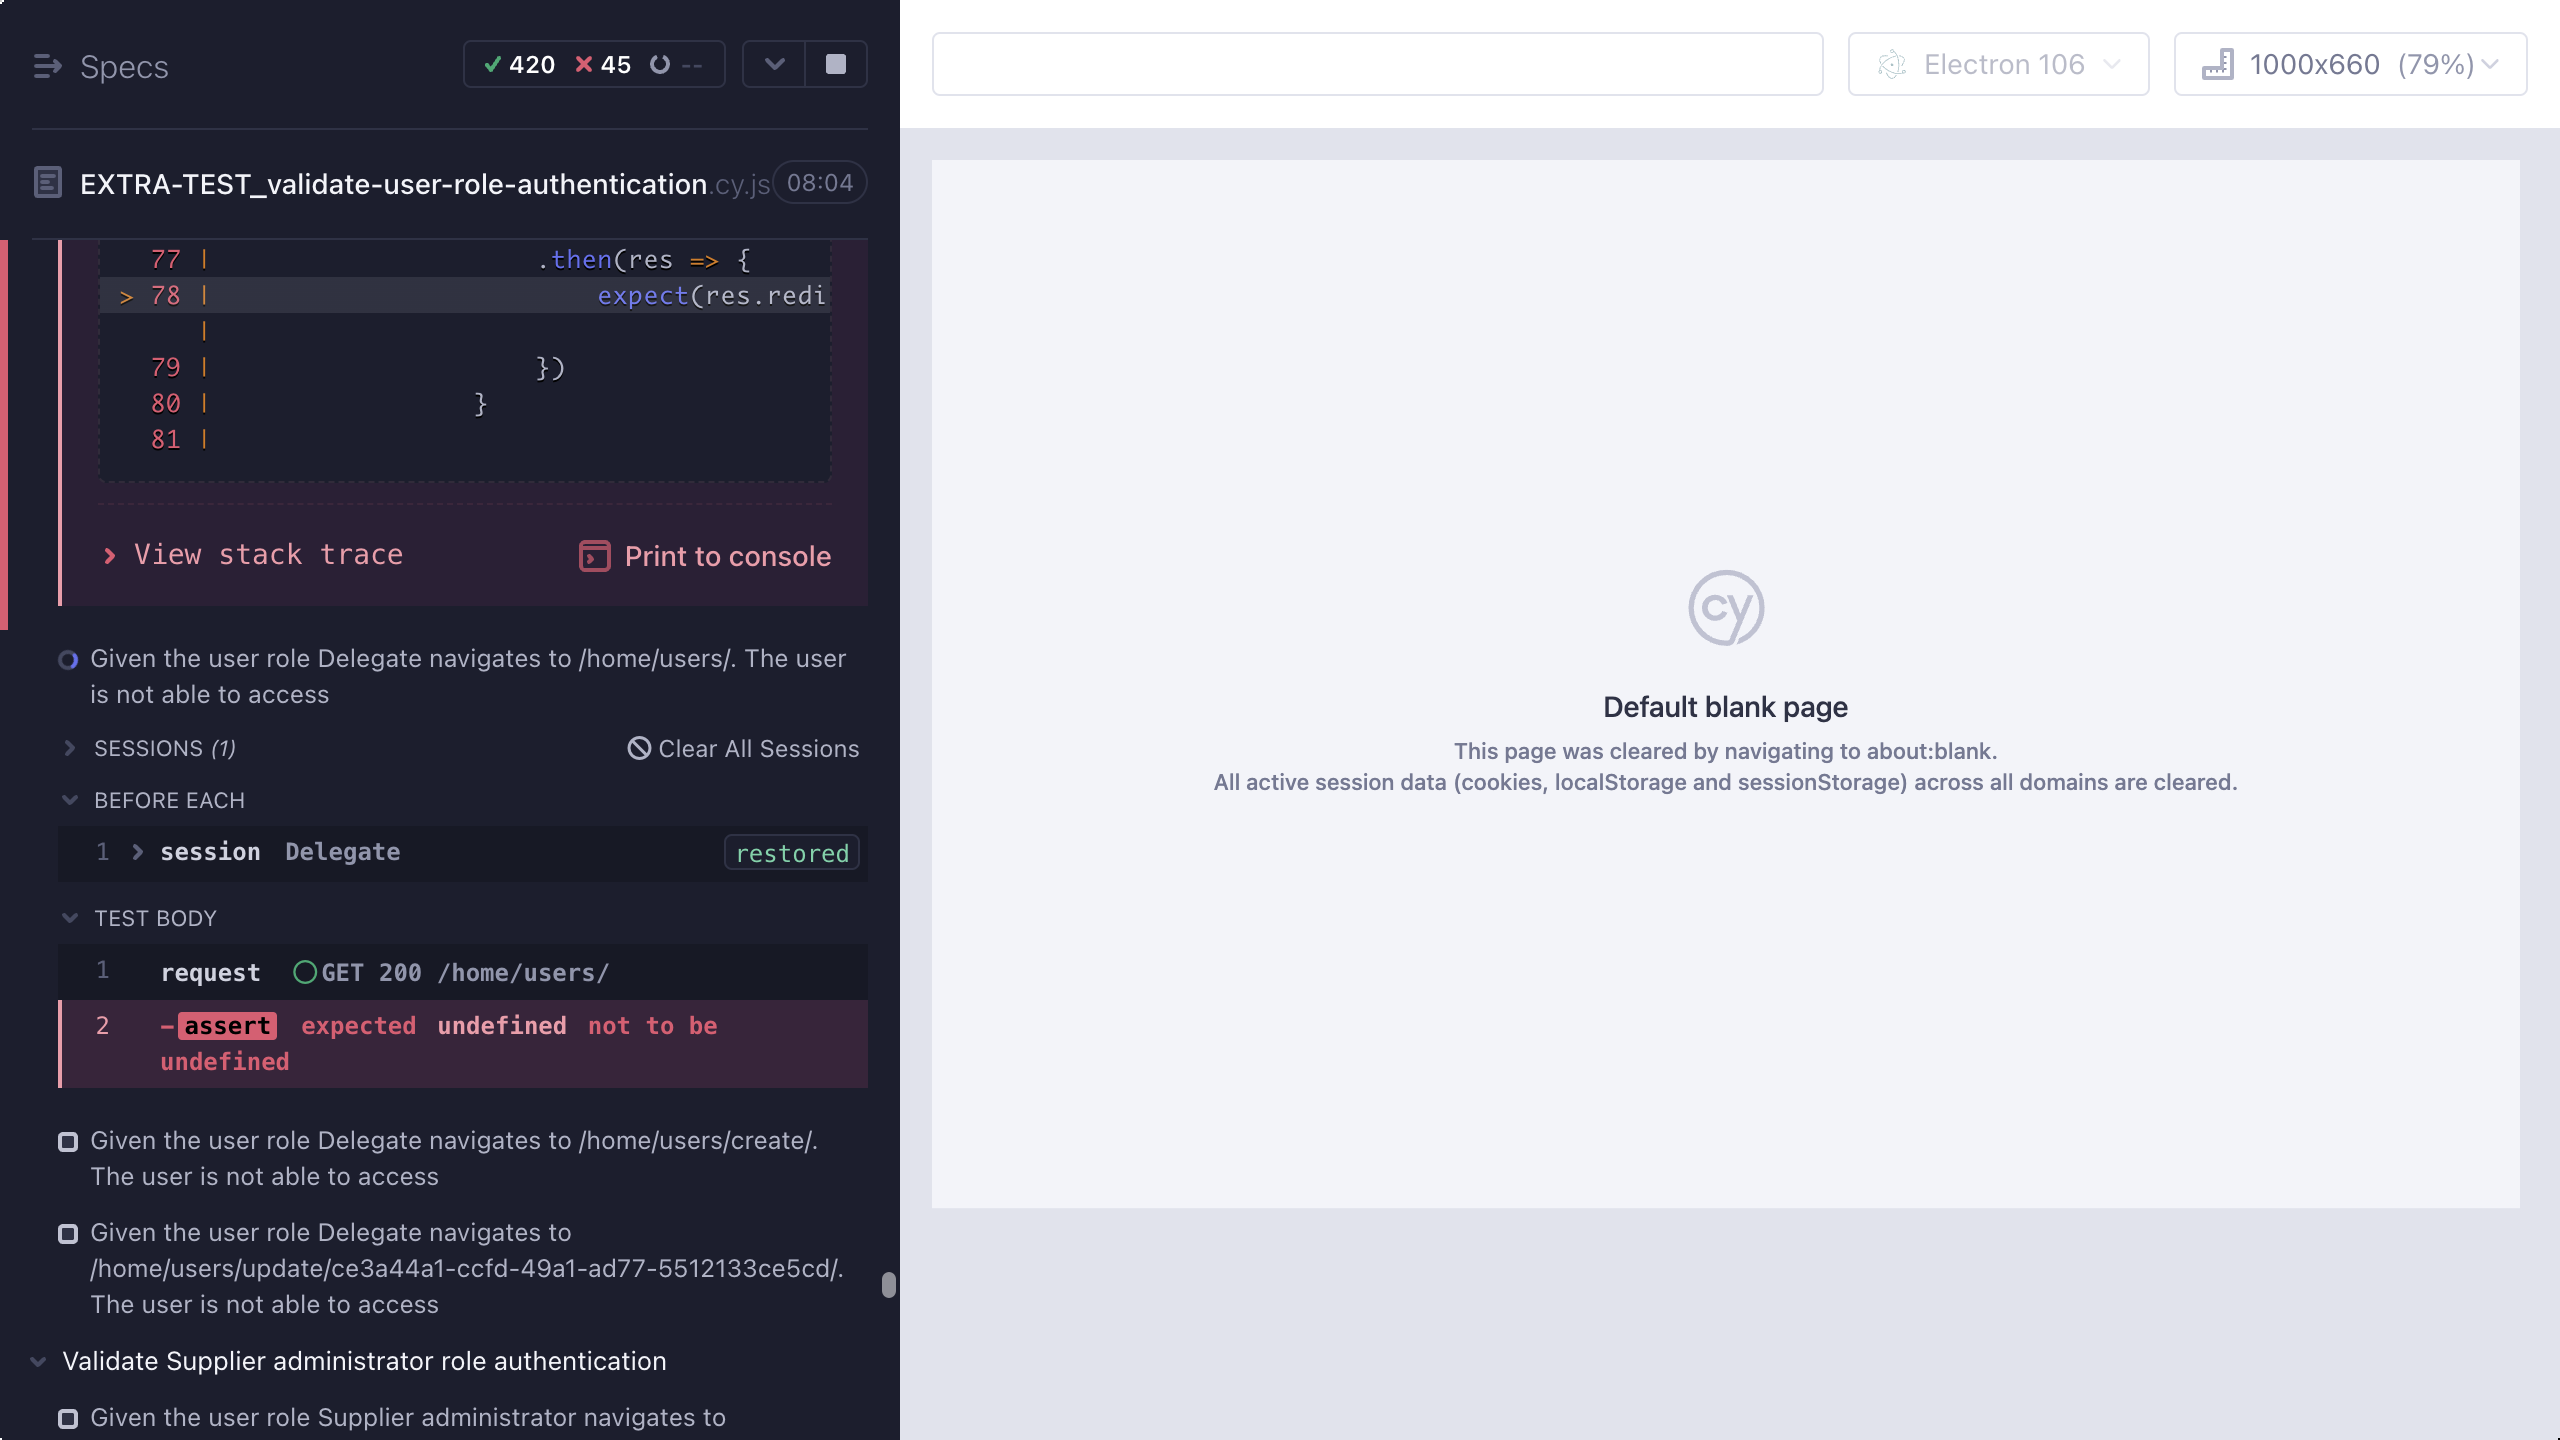 Specs
420 45 --
EXTRA-TEST_validate-user-role-authentication.cy.js 08:04
77 | .then(res => {
> 78 | expect(res.redi
|
79 | })
80 | }
81 |
View stack trace
Print to console
Given the user role Delegate navigates to /home/users/. The user
is not able to access
SESSIONS (1)
Clear All Sessions
BEFORE EACH
1 session Delegate restored
TEST BODY
1 request GET 200 /home/users/
2 -assert expected undefined not to be
undefined
Given the user role Delegate navigates to /home/users/create/.
The user is not able to access
Given the user role Delegate navigates to
/home/users/update/ce3a44a1-ccfd-49a1-ad77-5512133ce5cd/.
The user is not able to access
Validate Supplier administrator role authentication
Given the user role Supplier administrator navigates to
Electron 106
1000x660 (79%)
cy
Default blank page
This page was cleared by navigating to about:blank.
All active session data (cookies, localStorage and sessionStorage) across all domains are cleared.